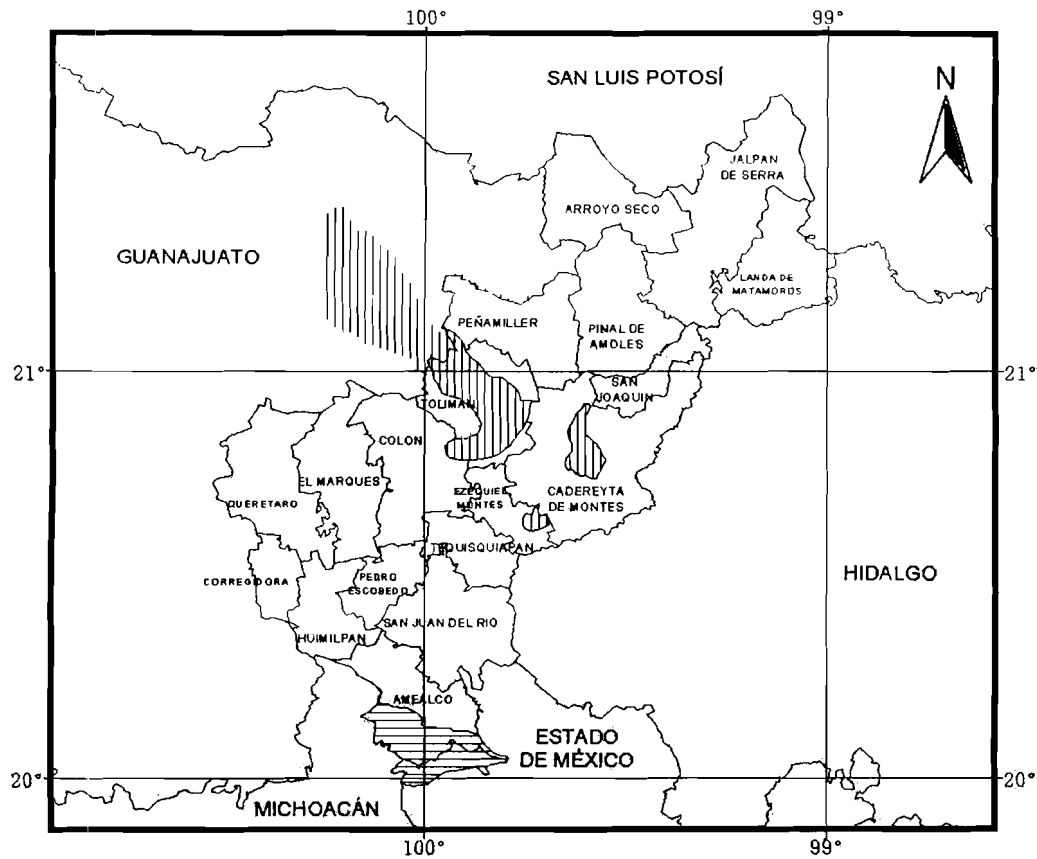 100°
99°
SAN LUIS POTOSÍ
N
JALPAN
DE SERRA
ARROYO SECO
GUANAJUATO
LANDA DE
MATAMOROS
PEÑAMILLER
PINAL DE
AMOLES
21°
21°
SAN
JOAQUIN
TOLIMAN
COLON
EL MARQUES
EZEQUIEL
MONTES
CADEREYTA
DE MONTES
QUERETARO
TEQUISQUIAPAN
HIDALGO
CORREGIDORA
PEDRO
ESCOBEDO
SAN JUAN DEL RIO
HUIMILPAN
AMEALCO
ESTADO
DE MÉXICO
20°
20°
MICHOACÁN
100°
99°